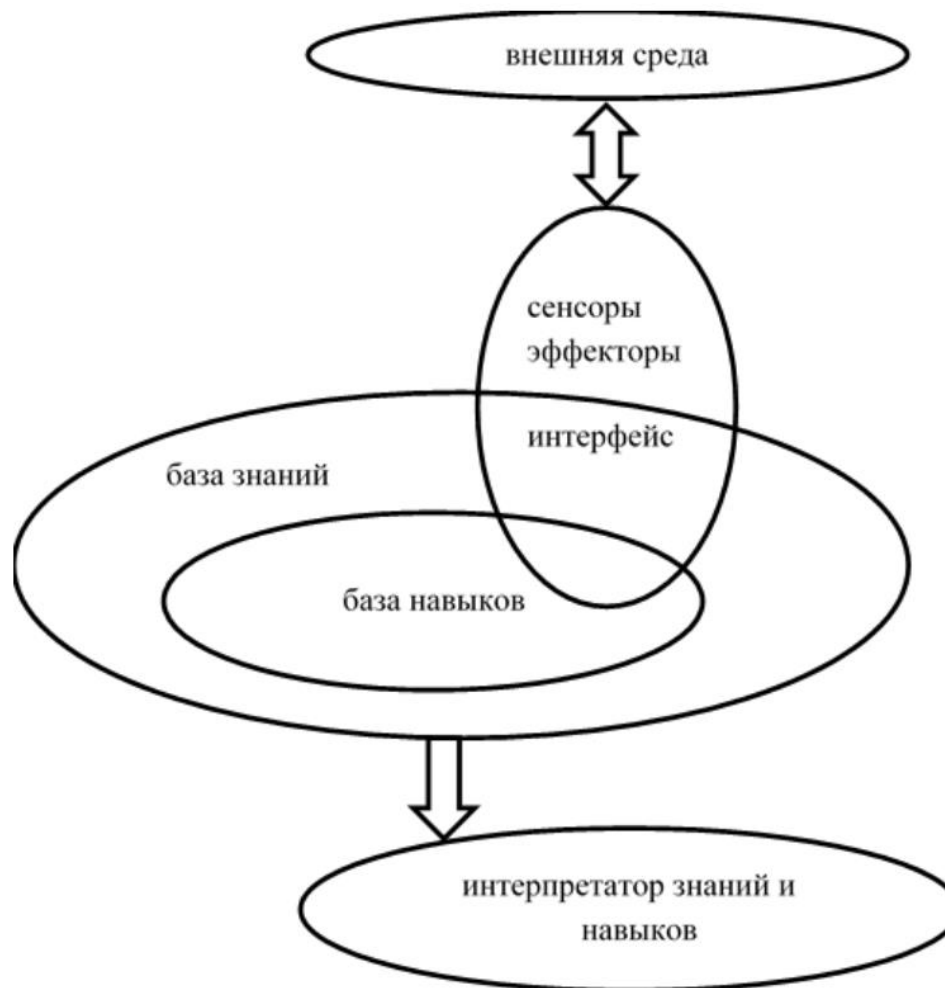 внешняя среда
сенсоры
эффекторы
интерфейс
база знаний
база навыков
интерпретатор знаний и
навыков